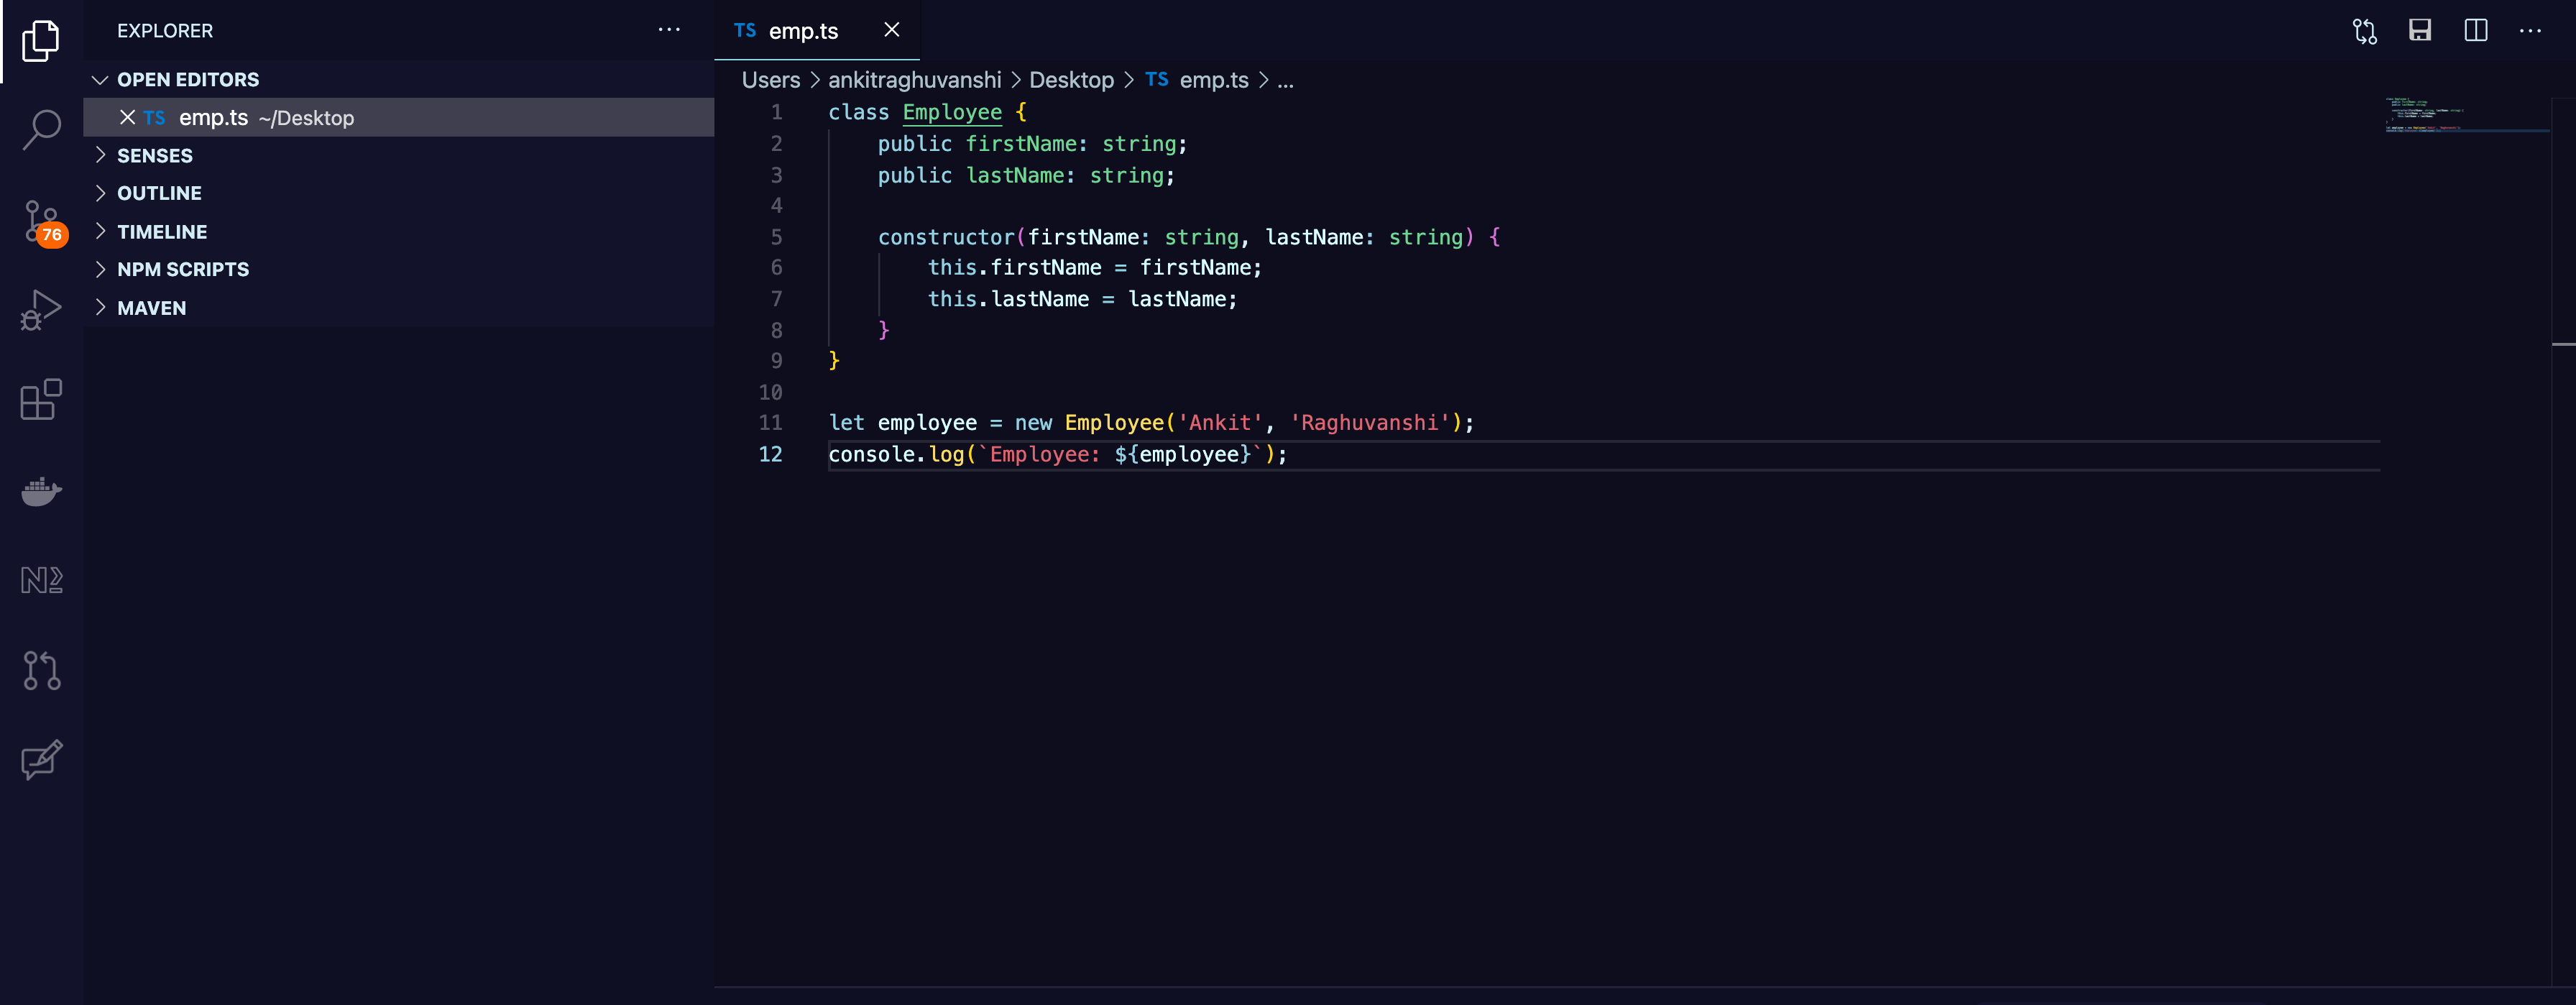 EXPLORER
OPEN EDITORS
TS emp.ts ~/Desktop
SENSES
OUTLINE
TIMELINE
NPM SCRIPTS
MAVEN
76
TS emp.ts
Users > ankitraghuvanshi > Desktop > TS emp.ts > ...
1 class Employee {
2     public firstName: string;
3     public lastName: string;
4
5     constructor(firstName: string, lastName: string) {
6         this.firstName = firstName;
7         this.lastName = lastName;
8     }
9 }
10
11 let employee = new Employee('Ankit', 'Raghuvanshi');
12 console.log(`Employee: ${employee}`);